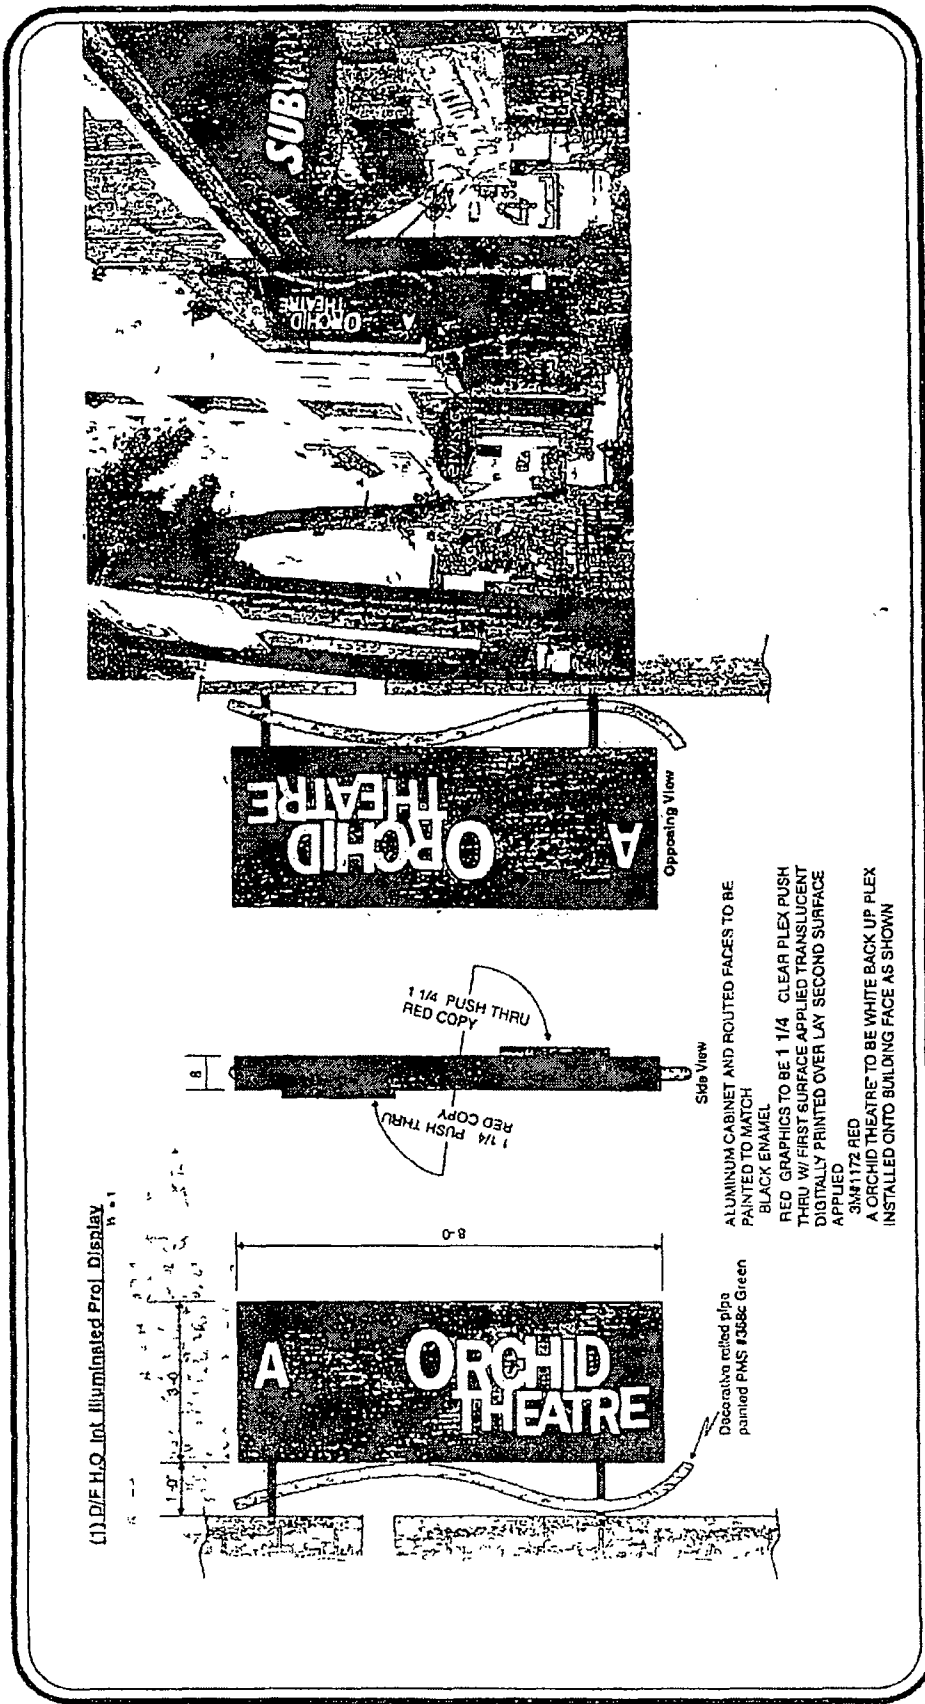 (1) D/F H.O. Int Illuminated Proj Display
1'-0"
3-0
8-0
A
ORCHID
THEATRE
Decorative rolled pipe
painted PMS #368c Green
8
1 1/4 PUSH THRU
RED COPY
1 1/4 PUSH THRU
RED COPY
Side View
ALUMINUM CABINET AND ROUTED FACES TO BE
PAINTED TO MATCH
BLACK ENAMEL
RED GRAPHICS TO BE 1 1/4 CLEAR PLEX PUSH
THRU W/ FIRST SURFACE APPLIED TRANSLUCENT
DIGITALLY PRINTED OVER LAY SECOND SURFACE
APPLIED
3M#1172 RED
A ORCHID THEATRE" TO BE WHITE BACK UP PLEX
INSTALLED ONTO BUILDING FACE AS SHOWN
A
ORCHID
THEATRE
Opposing View
A
ORCHID
THEATRE